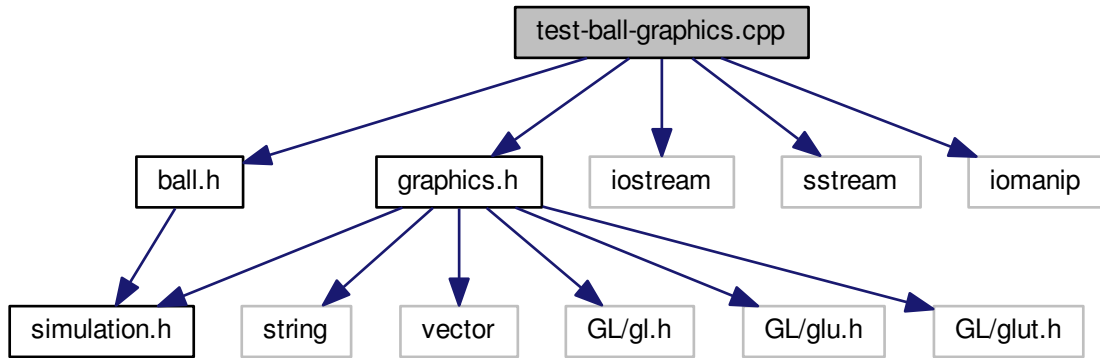 test-ball-graphics.cpp
ball.h
graphics.h
iostream
sstream
iomanip
simulation.h
string
vector
GL/gl.h
GL/glu.h
GL/glut.h